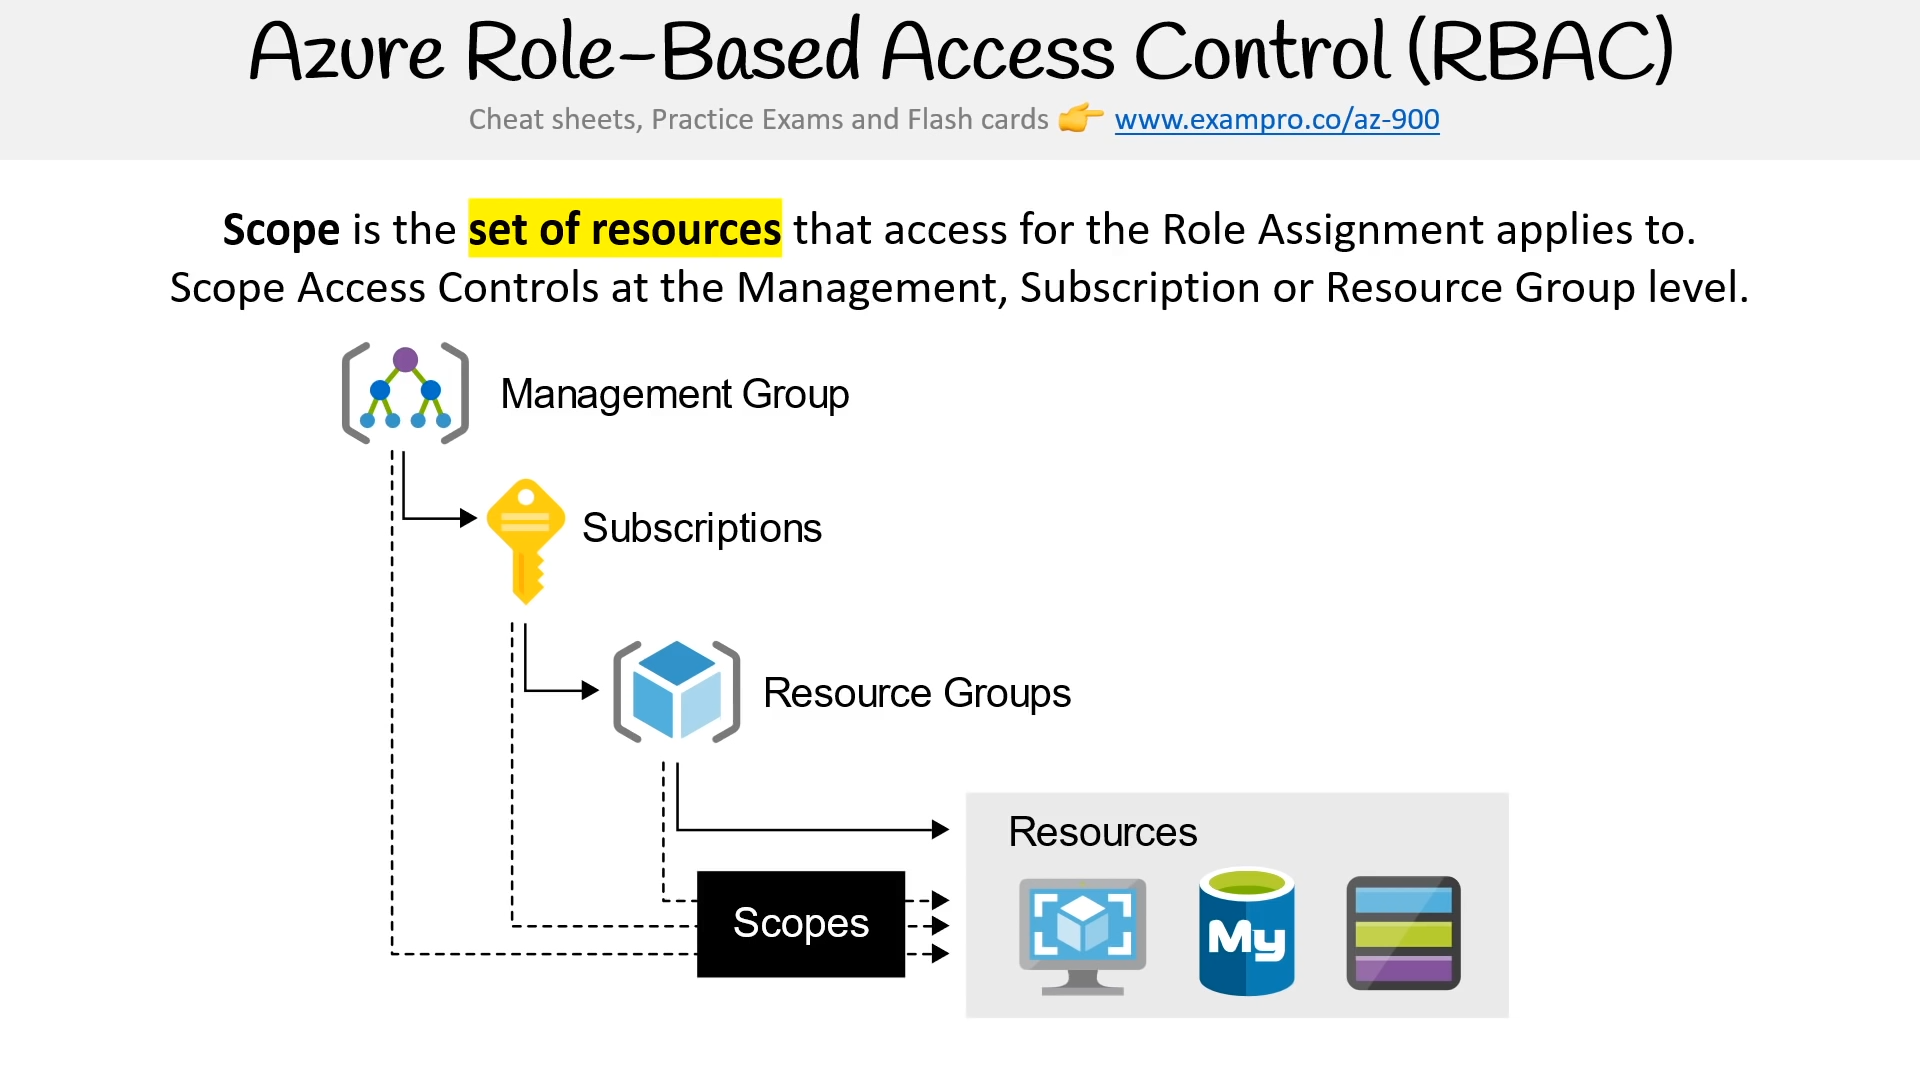 Azure Role-Based Access Control (RBAC)
Cheat sheets, Practice Exams and Flash cards 👉 www.exampro.co/az-900
Scope is the set of resources that access for the Role Assignment applies to.
Scope Access Controls at the Management, Subscription or Resource Group level.
Management Group
Subscriptions
Resource Groups
Resources
Scopes
My